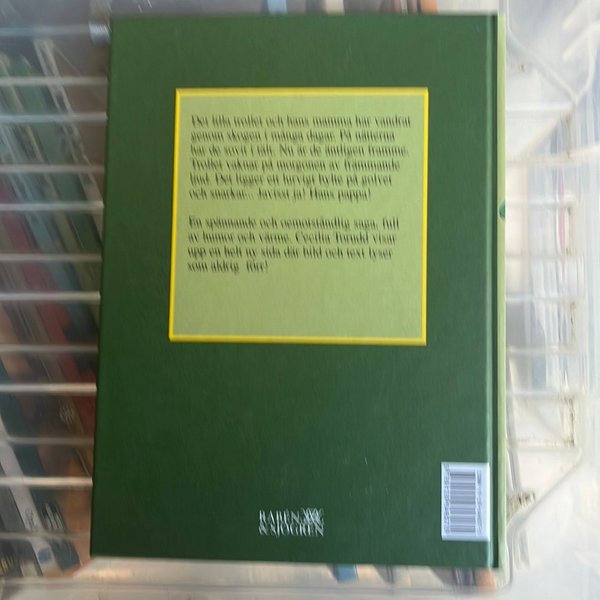 Det lilla trollet och hans mamma har vandrat
genom skogen i många dagar. På nätterna
har de sovit i tält. Nu är de äntligen framme.
Trollet vaknar på morgonen av främmande
ljud. Det ligger ett lurvigt bylte på golvet
och snarkar... Javisst ja! Hans pappa!
En spännande och oemotståndlig saga, full
av humor och värme. Cecilia Torudd visar
upp en helt ny sida där bild och text lyser
som aldrig förr!
RABÉN
& SJÖGREN